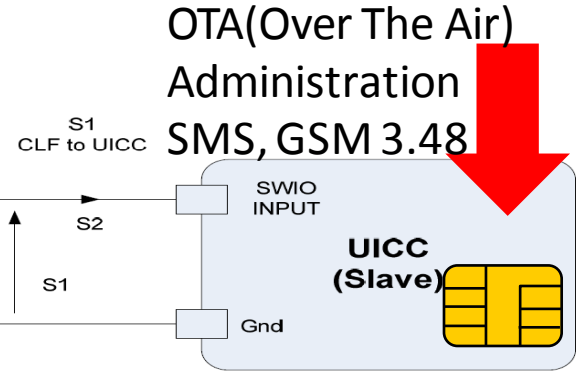 OTA(Over The Air)
Administration
SMS, GSM 3.48
S1
CLF to UICC
SWIO
INPUT
S2
UICC
(Slave)
S1
Gnd